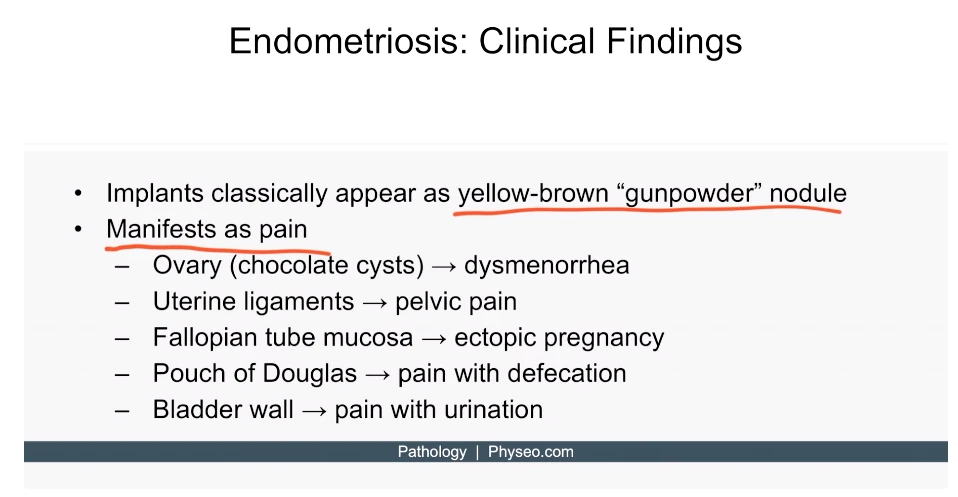 Endometriosis: Clinical Findings
• Implants classically appear as yellow-brown “gunpowder” nodule
• Manifests as pain
– Ovary (chocolate cysts) → dysmenorrhea
– Uterine ligaments → pelvic pain
– Fallopian tube mucosa → ectopic pregnancy
– Pouch of Douglas → pain with defecation
– Bladder wall → pain with urination
Pathology | Physeo.com